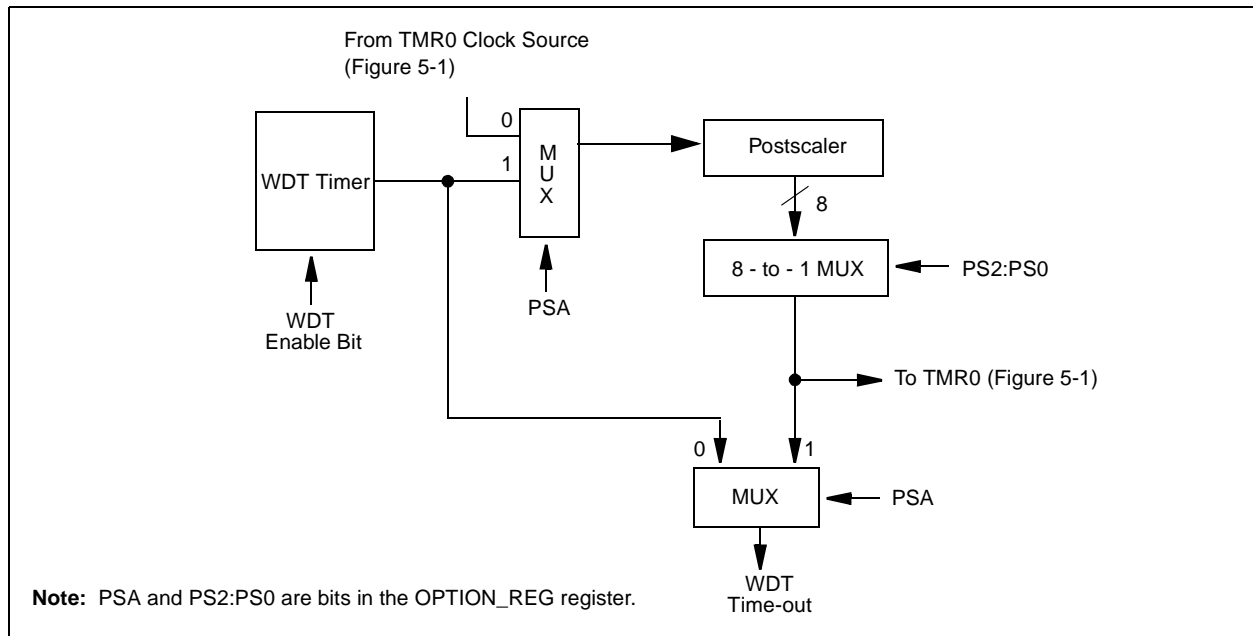 From TMR0 Clock Source
(Figure 5-1)
0
1
M
U
X
WDT Timer
Postscaler
8
8 - to - 1 MUX
PS2:PS0
PSA
WDT
Enable Bit
To TMR0 (Figure 5-1)
0
1
MUX
PSA
WDT
Time-out
Note: PSA and PS2:PS0 are bits in the OPTION_REG register.